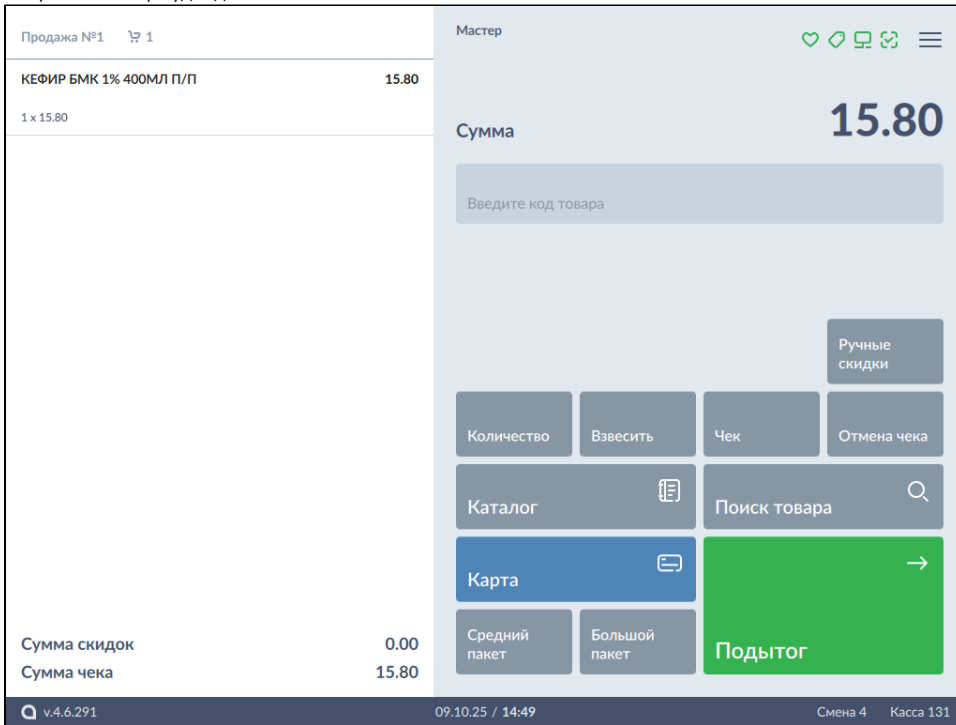 Продажа №1 1
КЕФИР БМК 1% 400МЛ П/П 15.80
1 x 15.80
Сумма скидок 0.00
Сумма чека 15.80
Мастер
Сумма 15.80
Введите код товара
Ручные
скидки
Количество Взвесить Чек Отмена чека
Каталог Поиск товара
Карта
Средний
пакет
Большой
пакет
Подытог
v.4.6.291 09.10.25 / 14:49 Смена 4 Касса 131